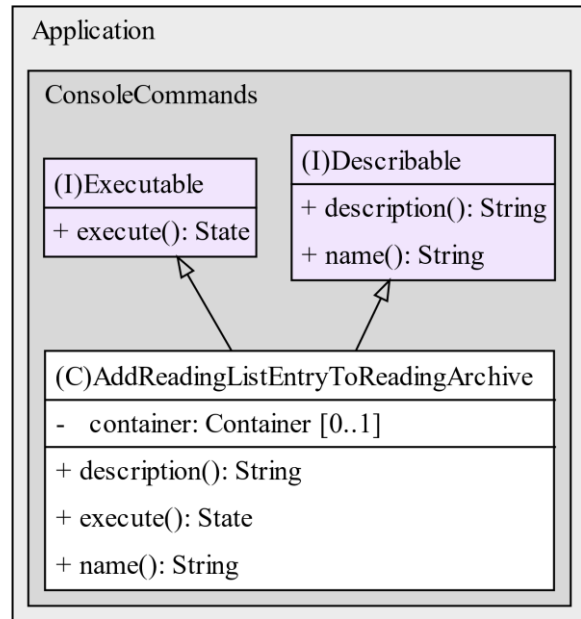 Application
ConsoleCommands
(I)Executable
+ execute(): State
(I)Describable
+ description(): String
+ name(): String
(C)AddReadingListEntryToReadingArchive
- container: Container [0..1]
+ description(): String
+ execute(): State
+ name(): String